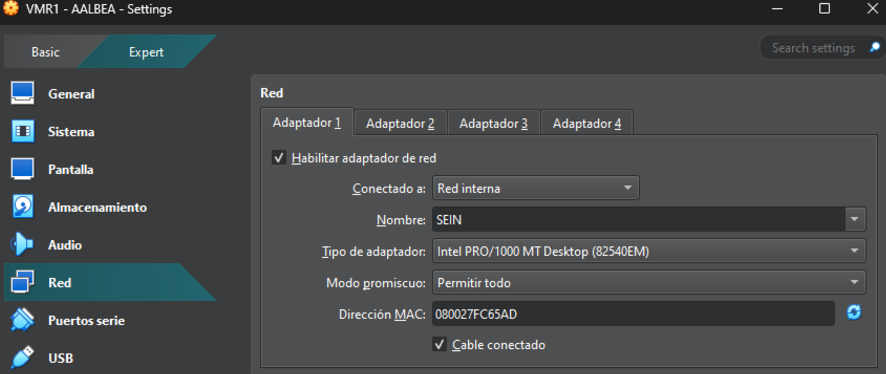 VMR1 - AALBEA - Settings
Basic
Expert
Search settings
General
Sistema
Pantalla
Almacenamiento
Audio
Red
Puertos serie
USB
Red
Adaptador 1
Adaptador 2
Adaptador 3
Adaptador 4
Habilitar adaptador de red
Conectado a: Red interna
Nombre: SEIN
Tipo de adaptador: Intel PRO/1000 MT Desktop (82540EM)
Modo promiscuo: Permitir todo
Dirección MAC: 080027FC65AD
Cable conectado